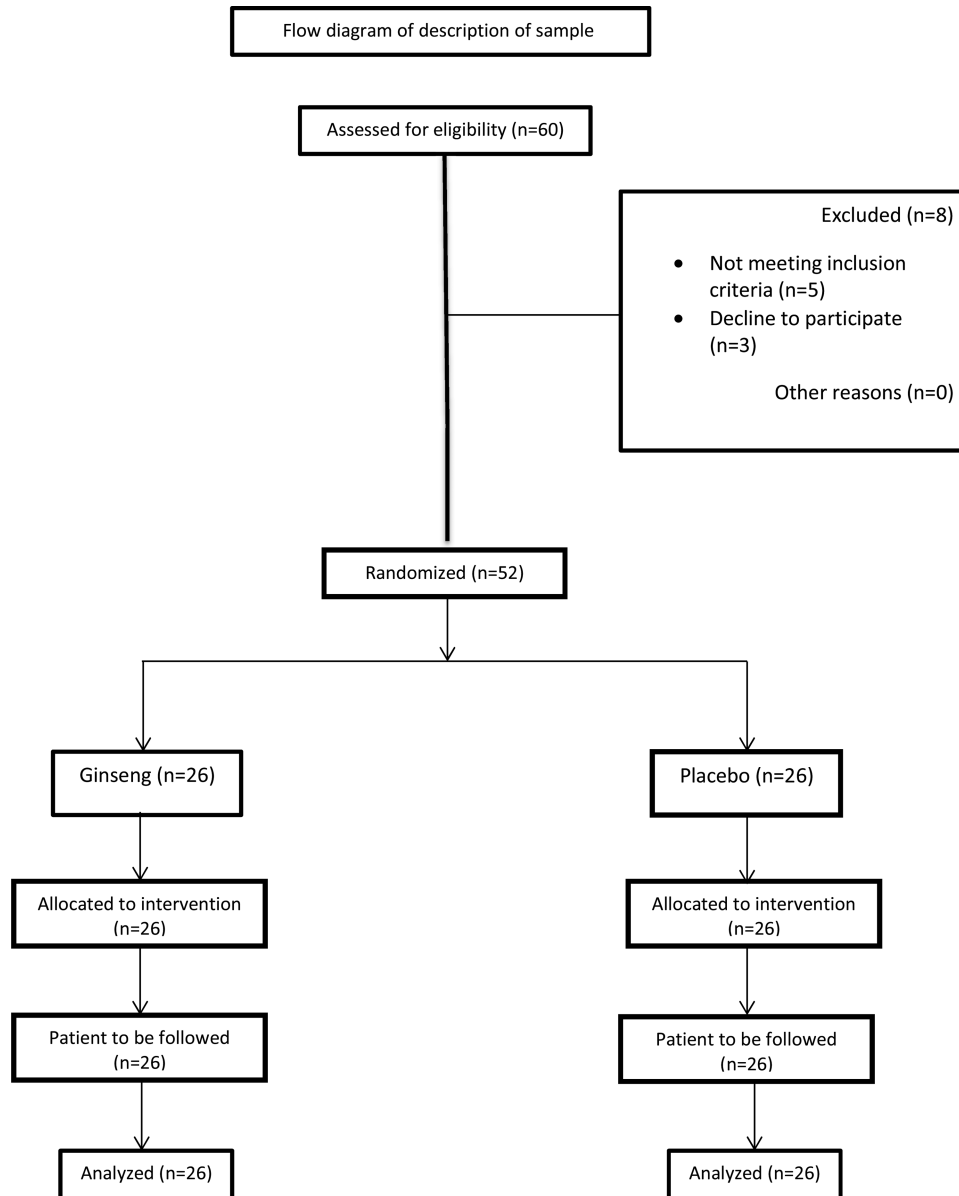 Flow diagram of description of sample
Assessed for eligibility (n=60)
Excluded (n=8)
• Not meeting inclusion
criteria (n=5)
• Decline to participate
(n=3)
Other reasons (n=0)
Randomized (n=52)
Ginseng (n=26)
Placebo (n=26)
Allocated to intervention
(n=26)
Allocated to intervention
(n=26)
Patient to be followed
(n=26)
Patient to be followed
(n=26)
Analyzed (n=26)
Analyzed (n=26)